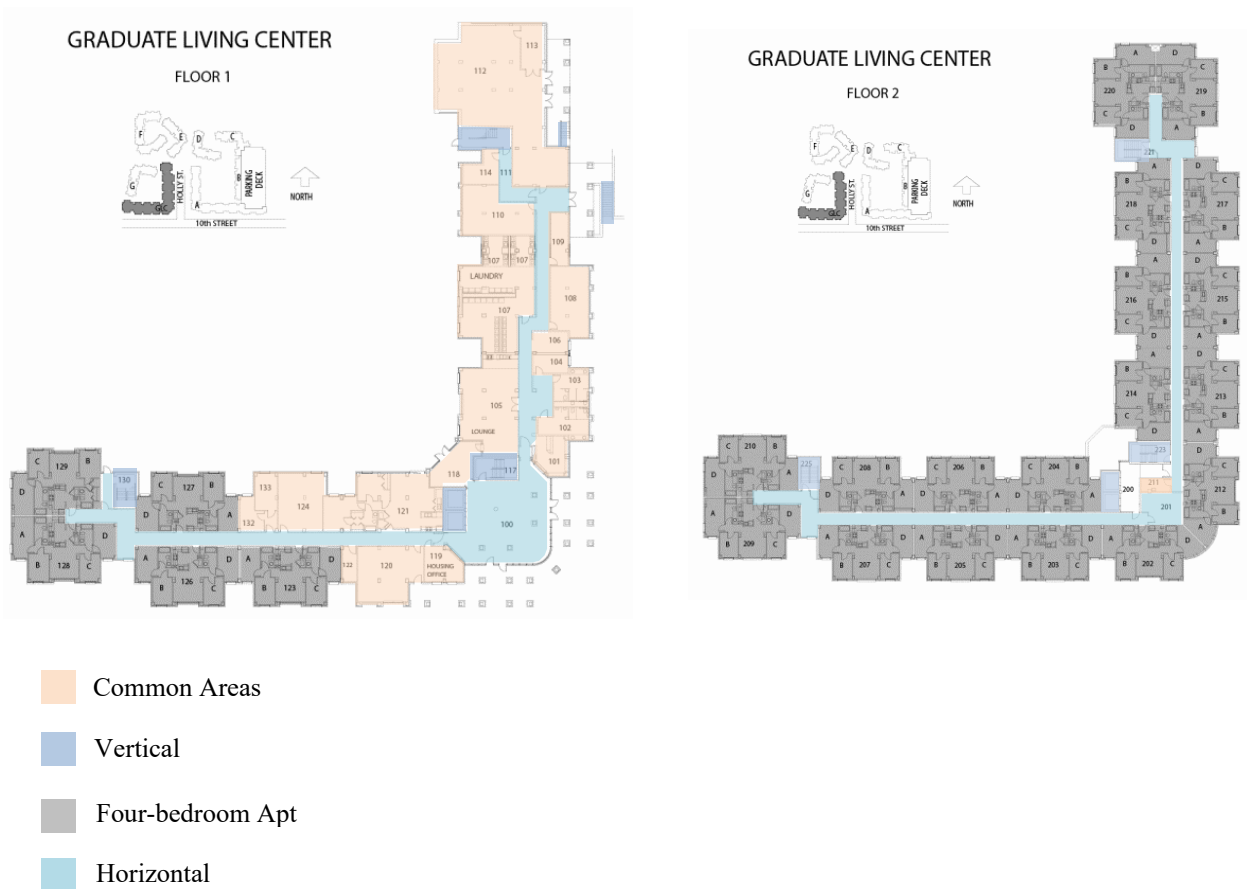 GRADUATE LIVING CENTER
FLOOR 1
F
E
D
C
G
HOLLY ST.
B
PARKING
DECK
GLC
A
NORTH
10th STREET
113
112
114
111
110
109
107
107
LAUNDRY
108
107
106
104
103
105
102
LOUNGE
101
118
117
C
129
B
130
C
127
B
133
D
124
121
D
A
132
100
A
D
A
D
A
D
122
120
119
HOUSING
OFFICE
B
128
C
126
123
B
C
B
C
GRADUATE LIVING CENTER
FLOOR 2
F
E
D
C
G
HOLLY ST.
B
PARKING
DECK
GLC
A
NORTH
10th STREET
A
D
B
C
220
219
C
B
D
A
221
A
D
B
C
218
217
C
B
D
A
A
D
B
C
216
215
C
B
D
A
A
D
B
C
214
213
C
B
D
A
223
C
210
B
C
208
B
C
206
B
C
204
B
D
A
D
A
D
A
D
A
200
211
201
C
212
B
A
D
A
D
A
D
A
D
A
D
A
D
B
209
C
B
207
C
B
205
C
B
203
C
B
202
C
Common Areas
Vertical
Four-bedroom Apt
Horizontal